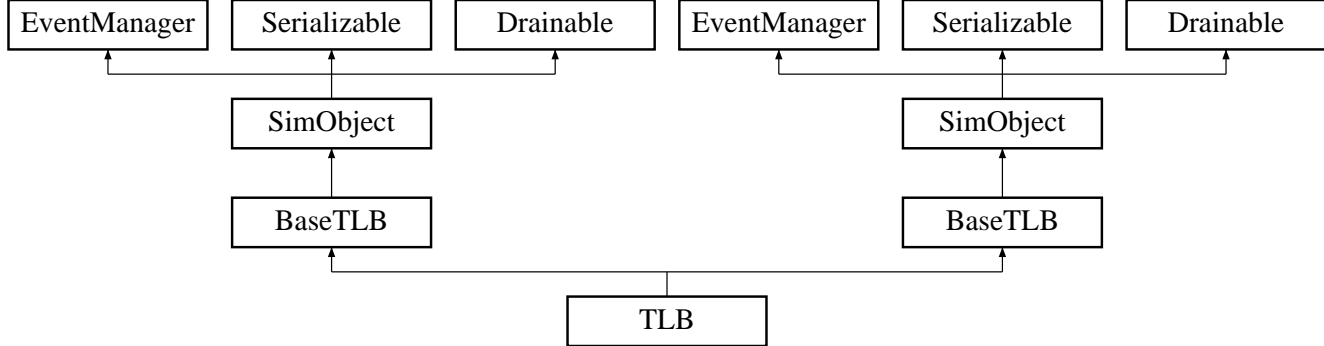 EventManager Serializable Drainable EventManager Serializable Drainable
SimObject SimObject
BaseTLB BaseTLB
TLB